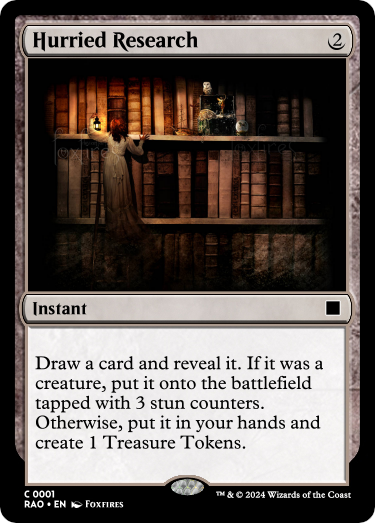 Hurried Research 2
foxfires
Foxfires
Instant
Draw a card and reveal it. If it was a
creature, put it onto the battlefield
tapped with 3 stun counters.
Otherwise, put it in your hands and
create 1 Treasure Tokens.
C 0001
RAO • EN Foxfires
™ & © 2024 Wizards of the Coast